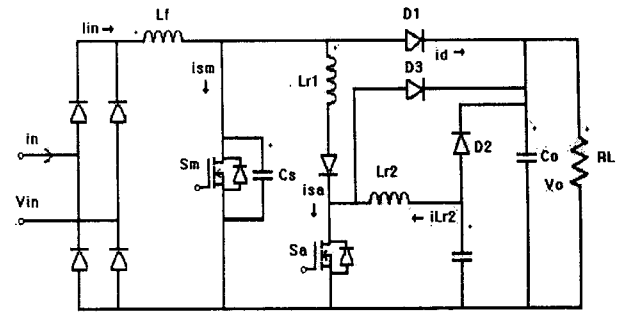 Iin→
Lf
D1
id →
ism
↓
Lr1
D3
in
D2
Sm
Cs
Co
RL
isa
↓
Lr2
Vo
Vin
← iLr2
Sa